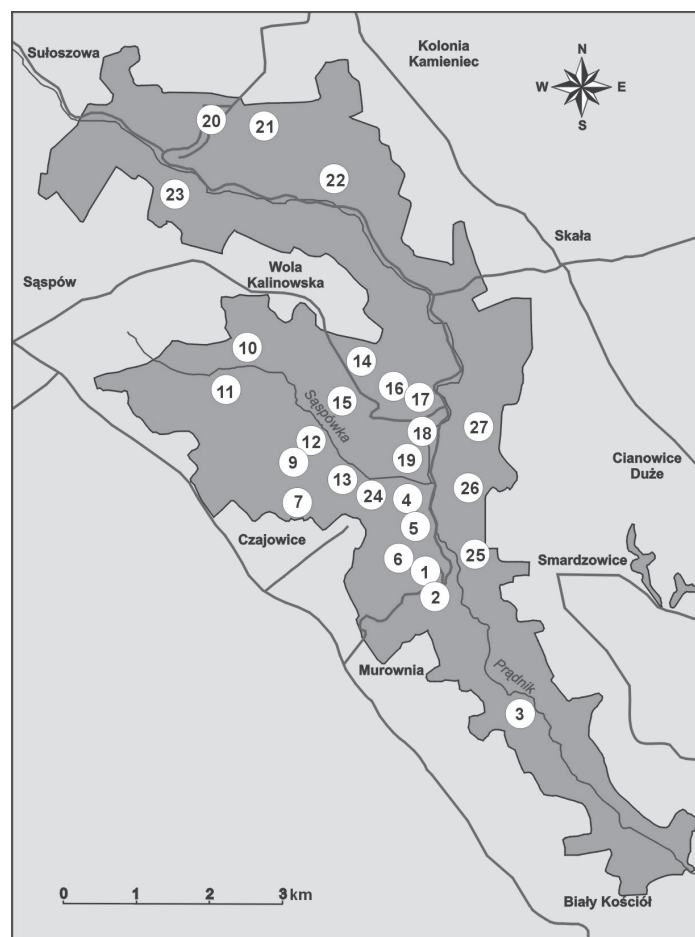 Sułoszowa
Kolonia
Kamieniec
N
W
E
S
20
21
22
23
Skała
Wola
Kalinowska
Sąspów
10
14
11
16
17
15
Sąspówka
18
27
12
9
19
Cianowice
Duże
13
24
4
26
7
5
Czajowice
6
25
Smardzowice
1
2
Murownia
Prądnik
3
0
1
2
3 km
Biały Kościół